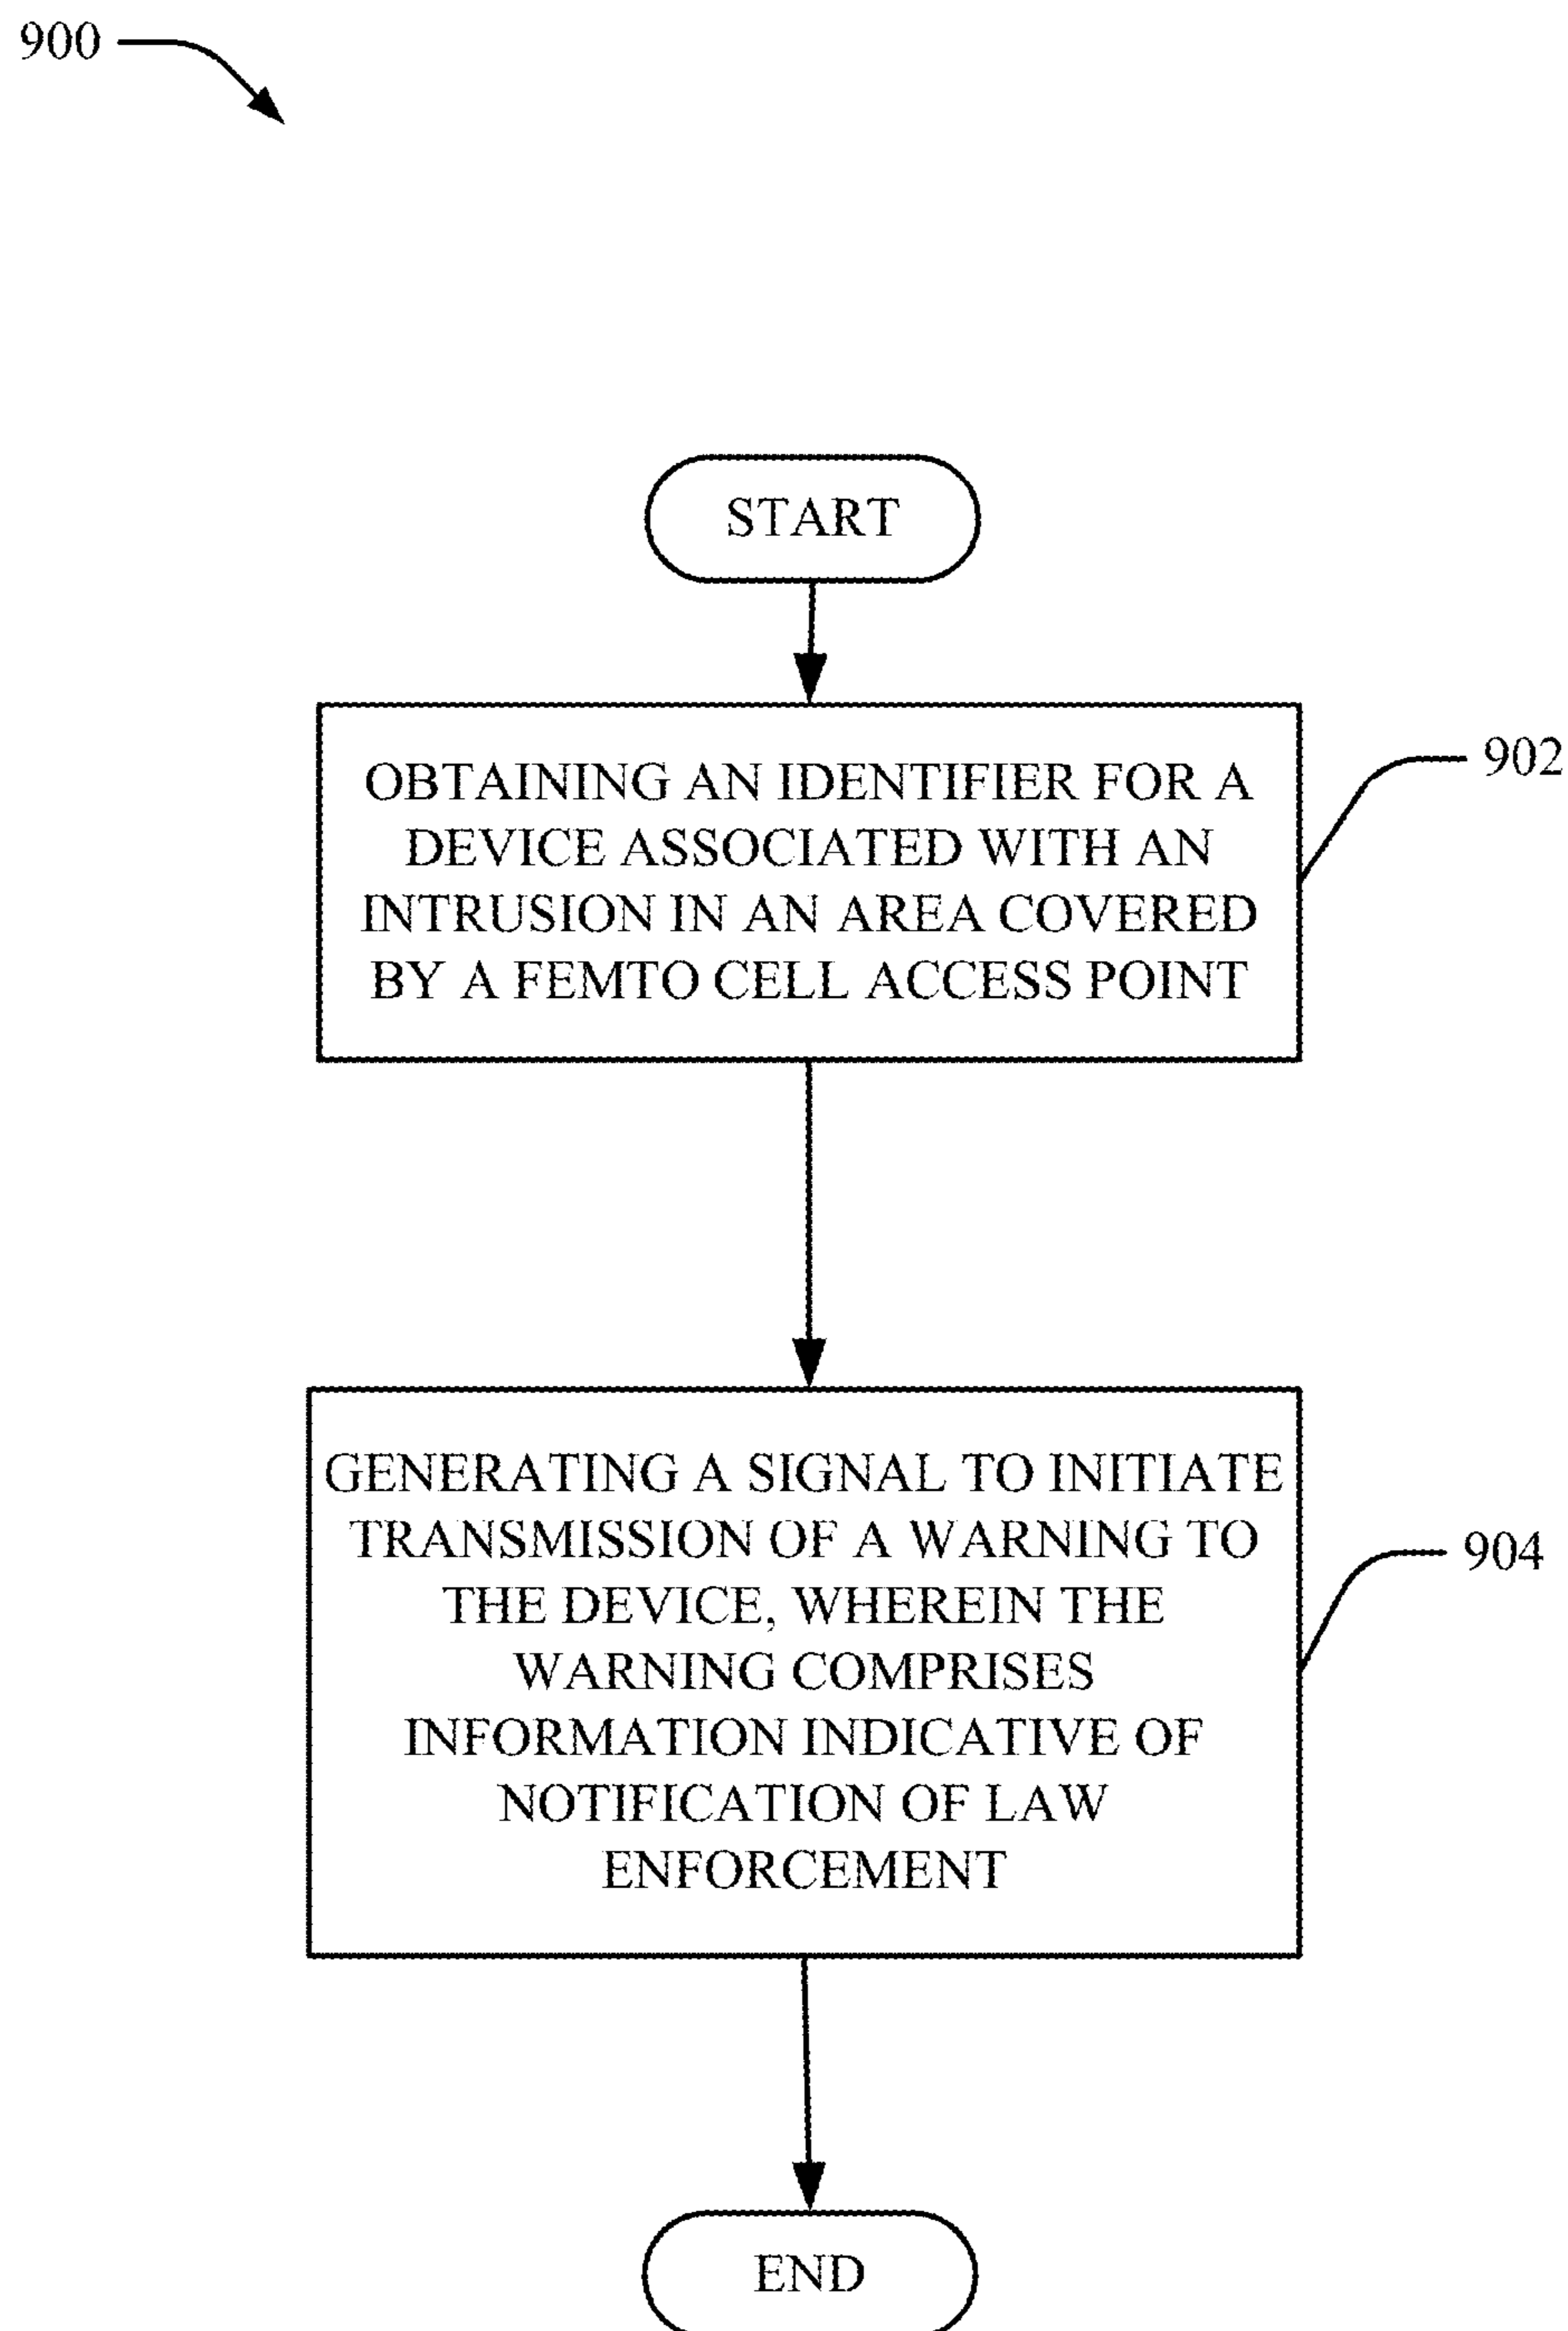 900
START
OBTAINING AN IDENTIFIER FOR A
DEVICE ASSOCIATED WITH AN
INTRUSION IN AN AREA COVERED
BY A FEMTO CELL ACCESS POINT
902
GENERATING A SIGNAL TO INITIATE
TRANSMISSION OF A WARNING TO
THE DEVICE, WHEREIN THE
WARNING COMPRISES
INFORMATION INDICATIVE OF
NOTIFICATION OF LAW
ENFORCEMENT
904
END